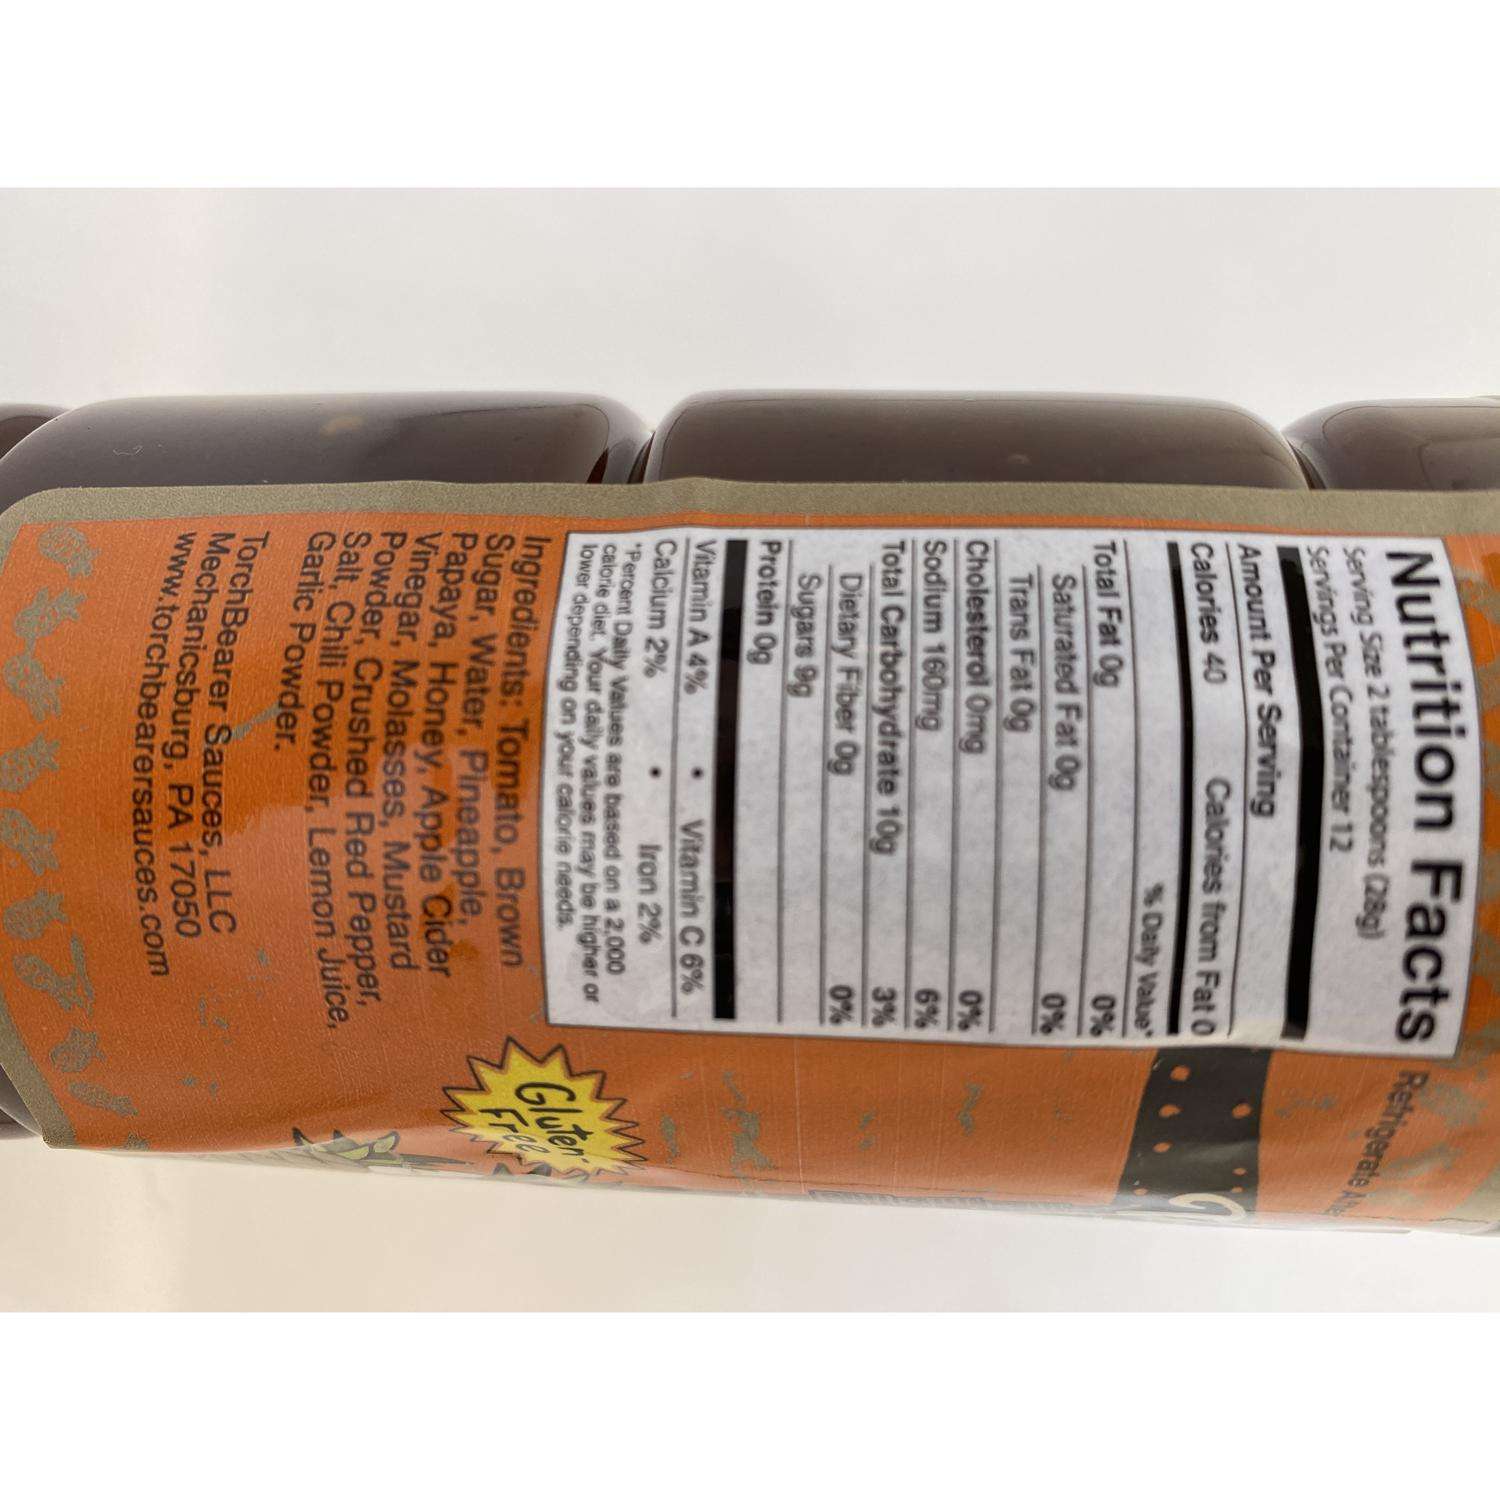 Nutrition Facts
Serving Size 2 tablespoons (28g)
Servings Per Container 12
Amount Per Serving
Calories 40 Calories from Fat 0
% Daily Value*
Total Fat 0g 0%
Saturated Fat 0g 0%
Trans Fat 0g
Cholesterol 0mg 0%
Sodium 160mg 6%
Total Carbohydrate 10g 3%
Dietary Fiber 0g 0%
Sugars 9g
Protein 0g
Vitamin A 4% • Vitamin C 6%
Calcium 2% • Iron 2%
*Percent Daily Values are based on a 2,000
calorie diet. Your daily values may be higher or
lower depending on your calorie needs.
Ingredients: Tomato, Brown
Sugar, Water, Pineapple,
Papaya, Honey, Apple Cider
Vinegar, Molasses, Mustard
Powder, Crushed Red Pepper,
Salt, Chili Powder, Lemon Juice,
Garlic Powder.
TorchBearer Sauces, LLC
Mechanicsburg, PA 17050
www.torchbearersauces.com
Refrigerate
Gluten
Free